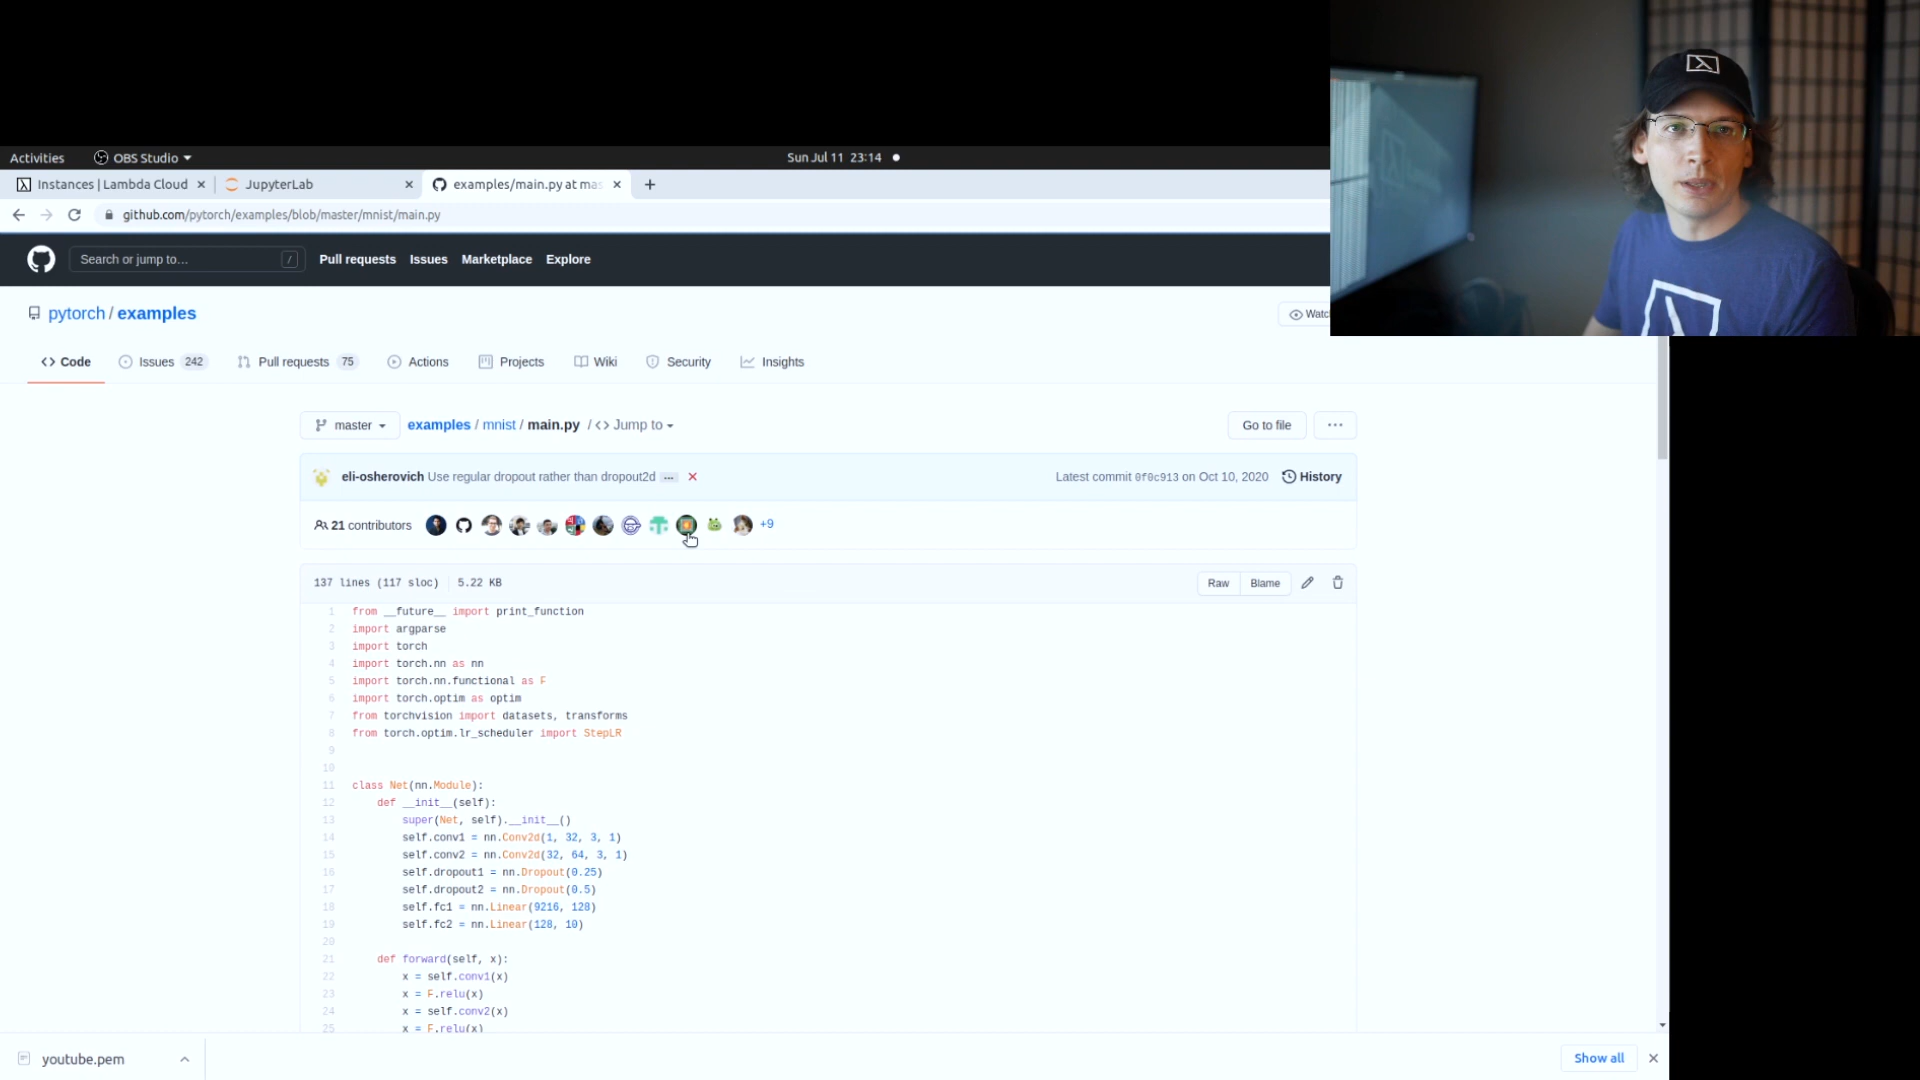 Activities
OBS Studio
Sun Jul 11 23:14
Instances | Lambda Cloud
JupyterLab
examples/main.py at mas
github.com/pytorch/examples/blob/master/mnist/main.py
Search or jump to… /
Pull requests
Issues
Marketplace
Explore
pytorch / examples
Watc
Code
Issues 242
Pull requests 75
Actions
Projects
Wiki
Security
Insights
master
examples / mnist / main.py / <> Jump to
Go to file
...
eli-osherovich Use regular dropout rather than dropout2d ...
Latest commit 0f0c913 on Oct 10, 2020
History
21 contributors
+9
137 lines (117 sloc) 5.22 KB
Raw
Blame
1 from __future__ import print_function
2 import argparse
3 import torch
4 import torch.nn as nn
5 import torch.nn.functional as F
6 import torch.optim as optim
7 from torchvision import datasets, transforms
8 from torch.optim.lr_scheduler import StepLR
9
10
11 class Net(nn.Module):
12     def __init__(self):
13         super(Net, self).__init__()
14         self.conv1 = nn.Conv2d(1, 32, 3, 1)
15         self.conv2 = nn.Conv2d(32, 64, 3, 1)
16         self.dropout1 = nn.Dropout(0.25)
17         self.dropout2 = nn.Dropout(0.5)
18         self.fc1 = nn.Linear(9216, 128)
19         self.fc2 = nn.Linear(128, 10)
20
21     def forward(self, x):
22         x = self.conv1(x)
23         x = F.relu(x)
24         x = self.conv2(x)
25         x = F.relu(x)
youtube.pem
Show all